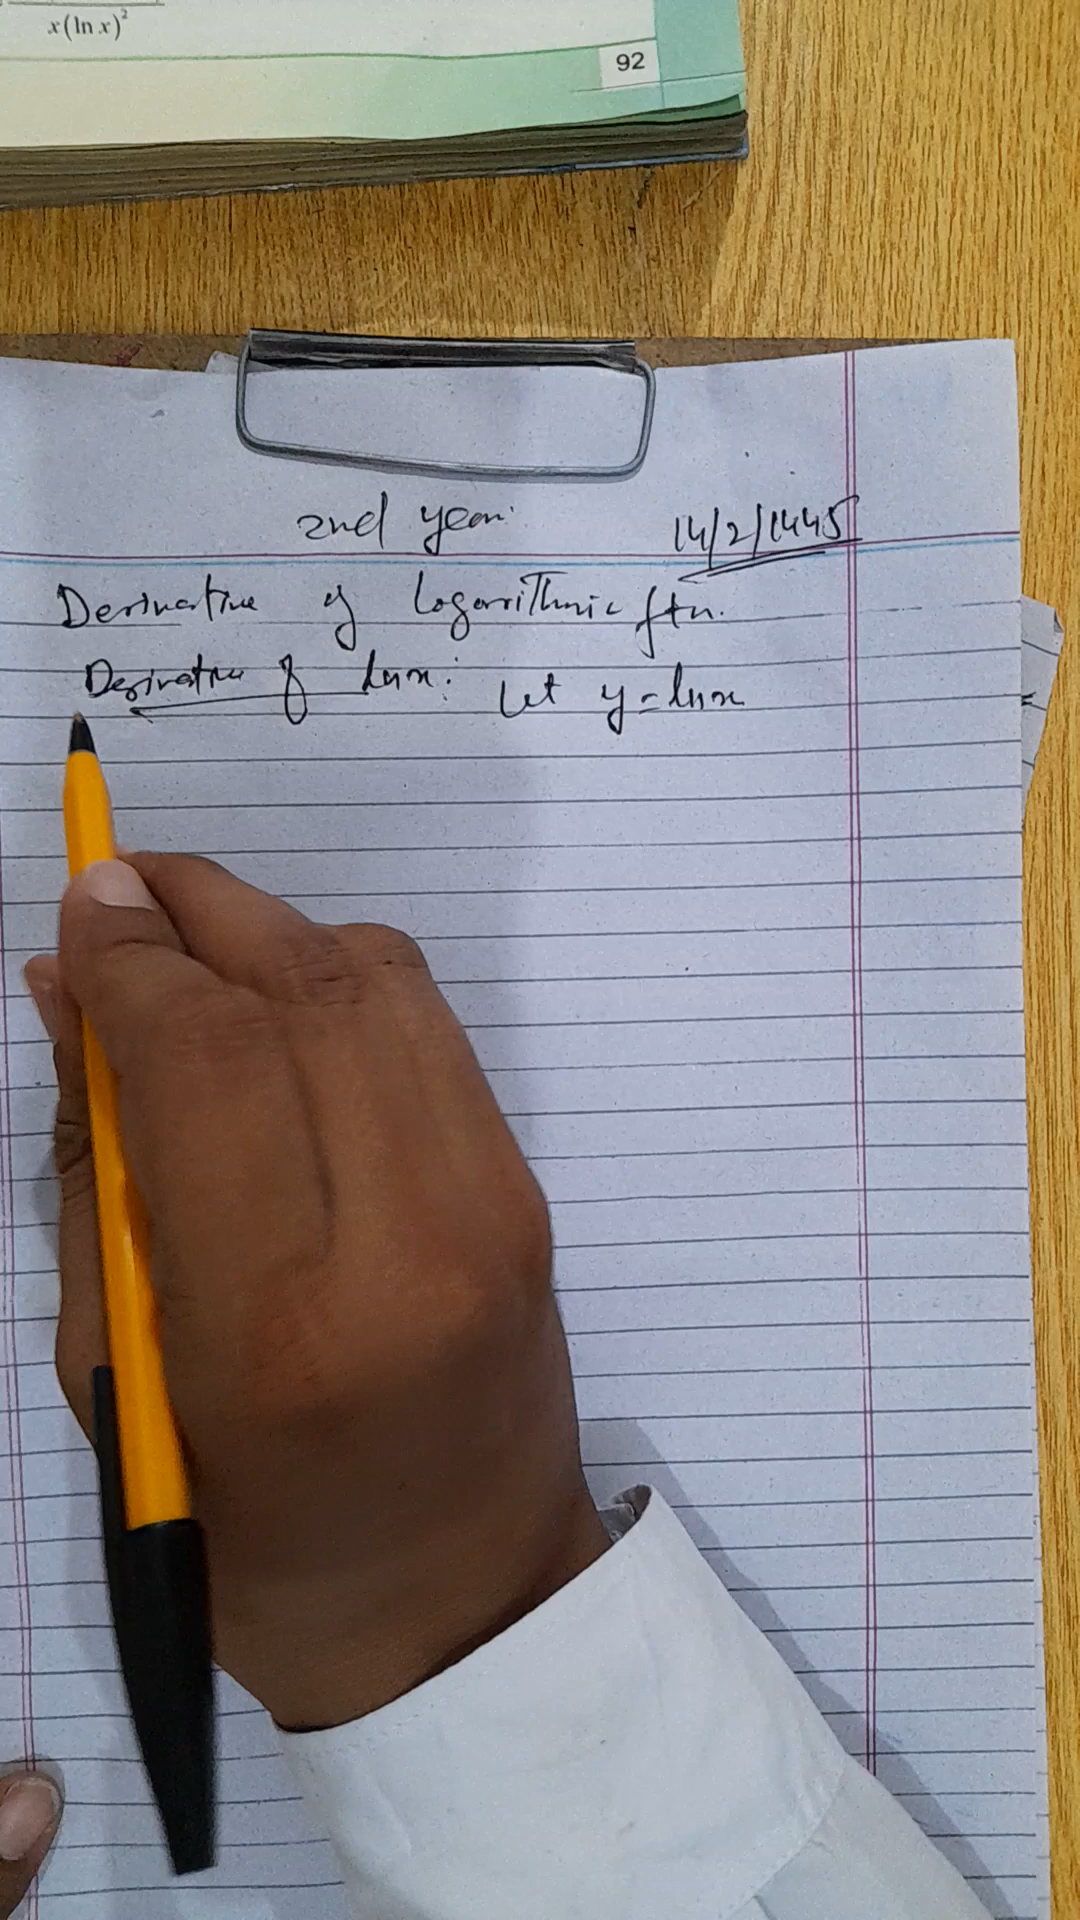 x(ln x)²
92
2nd year
14/2/1445
Derivative of Logarithmic ftn.
Derivative of lnx: Let y = lnx